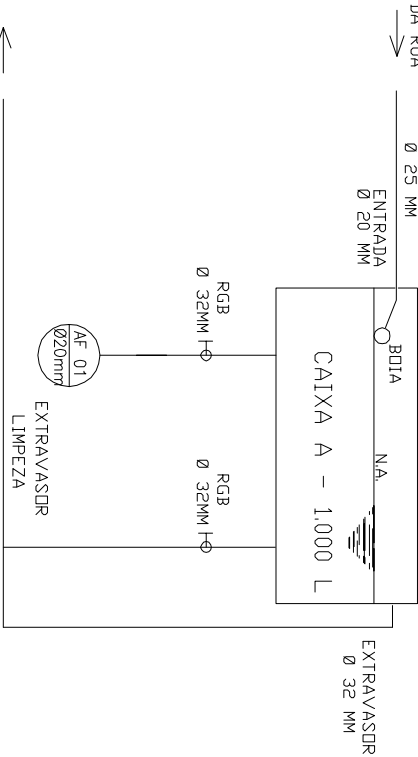 DA RUA
Ø 25 MM
ENTRADA
Ø 20 MM
BOIA
N.A.
CAIXA A - 1.000 L
EXTRAVASOR
Ø 32 MM
RGB
Ø 32MM
RGB
Ø 32MM
AF 01
Ø20mm
EXTRAVASOR
LIMPEZA